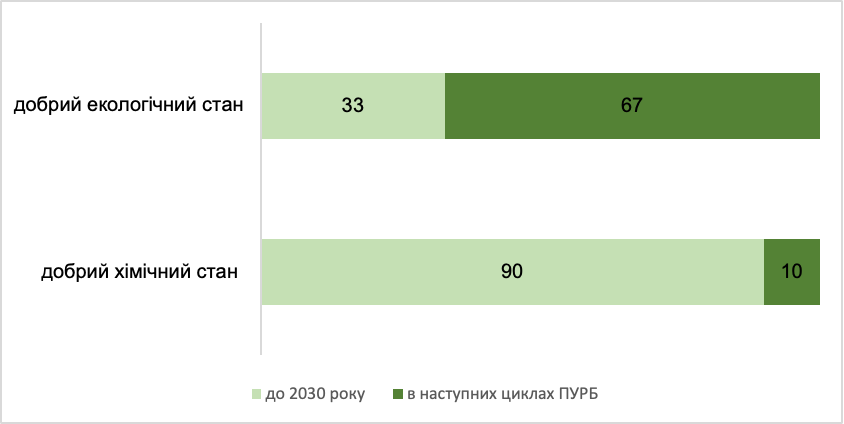 добрий екологічний стан
33
67
добрий хімічний стан
90
10
до 2030 року
в наступних циклах ПУРБ